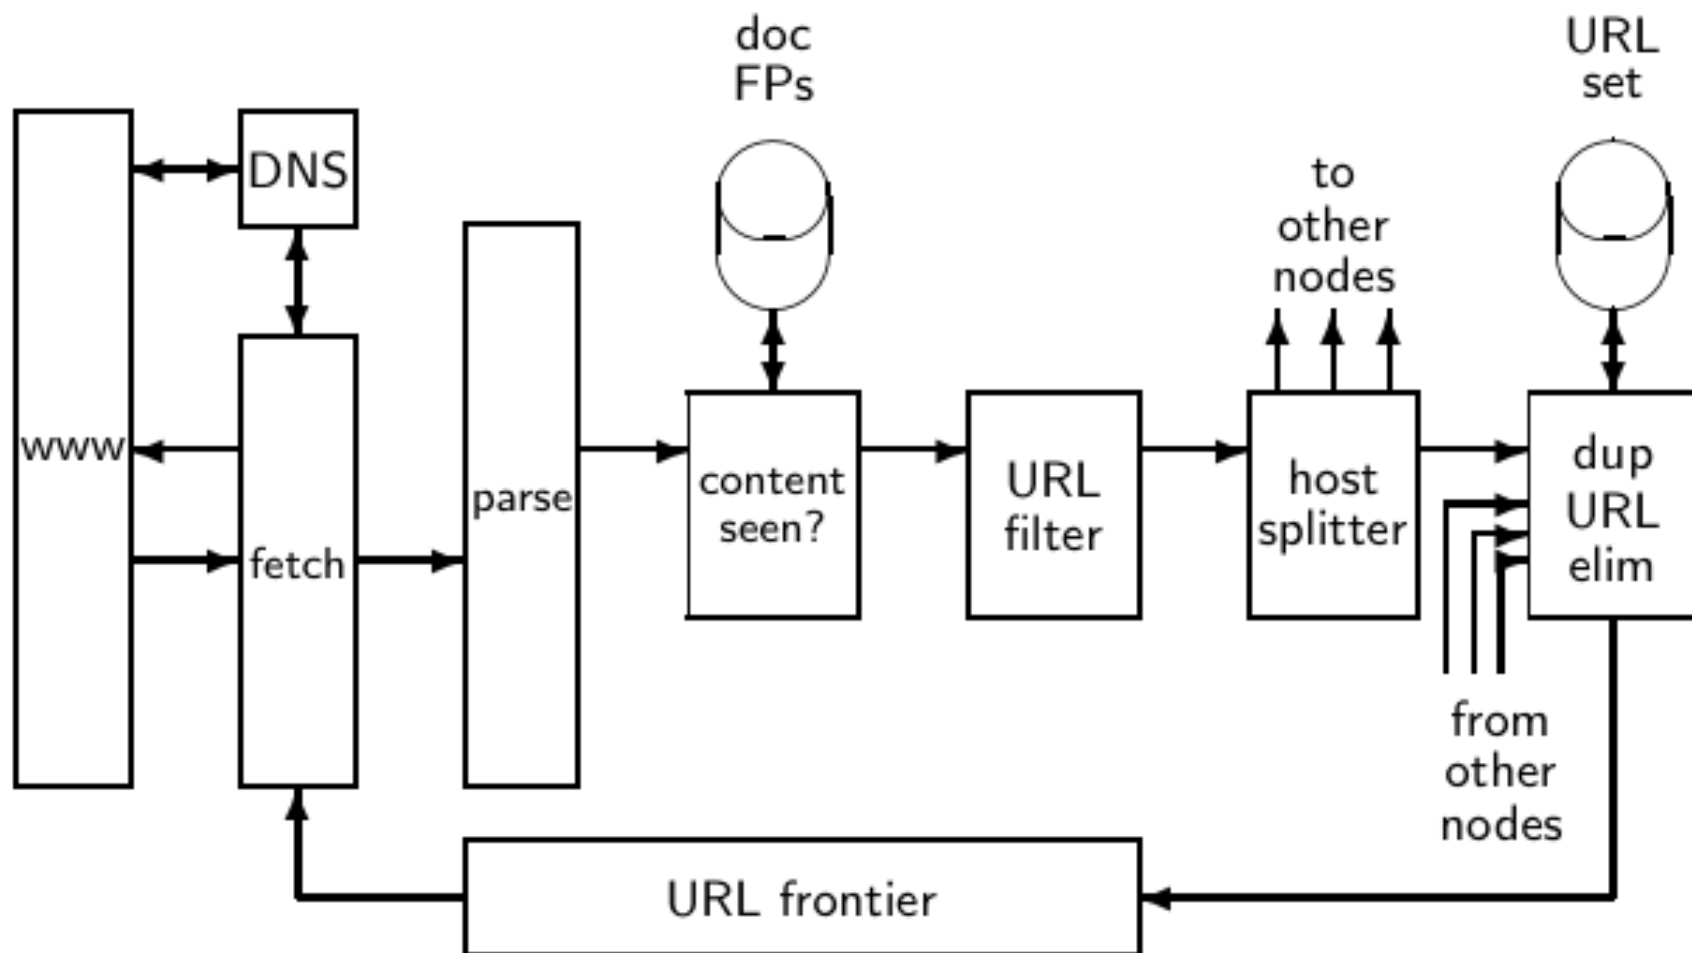 doc
FPs
URL
set
DNS
to
other
nodes
www
parse
content
seen?
URL
filter
host
splitter
dup
URL
elim
fetch
from
other
nodes
URL frontier